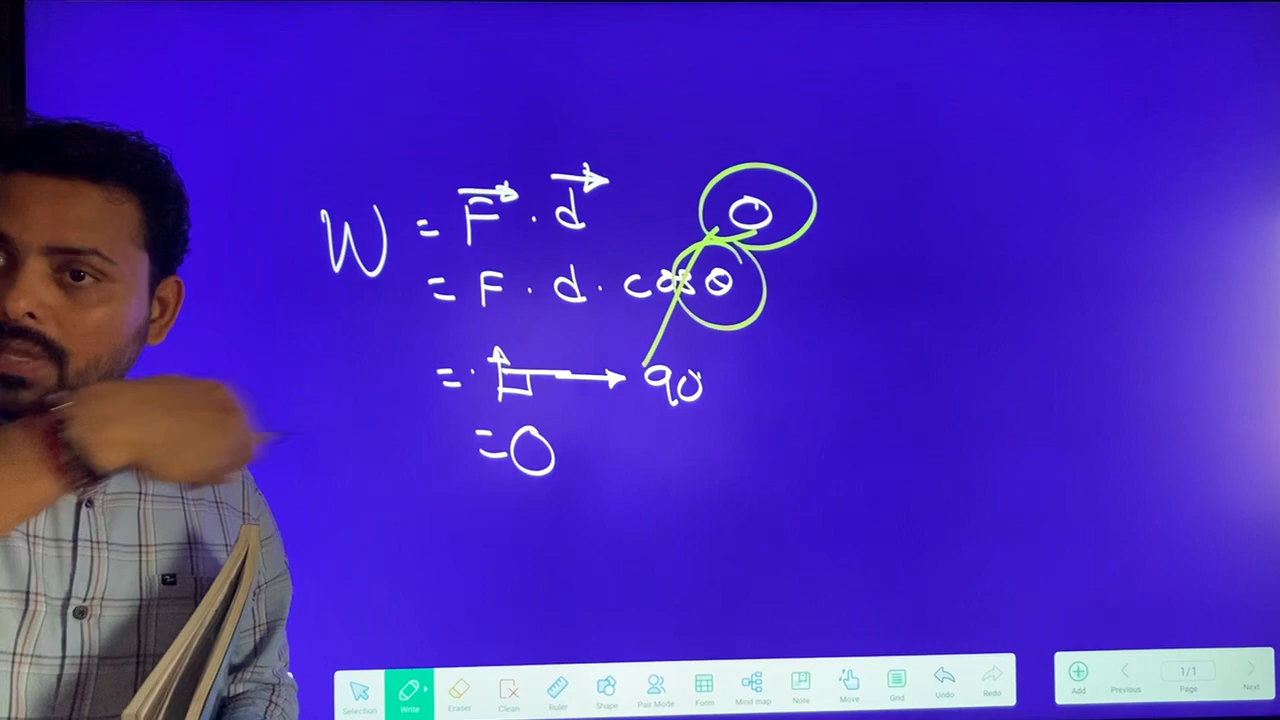 W = F . d
0
= F . d . cosθ
= . 90
= 0
Selection
Write
Eraser
Clean
Ruler
Shape
Pair Mode
Form
Mind map
Note
Move
Grid
Undo
Redo
Add
Previous
1/1
Page
Next